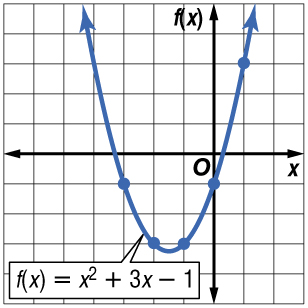 f(x)
x
O
f(x) = x² + 3x − 1